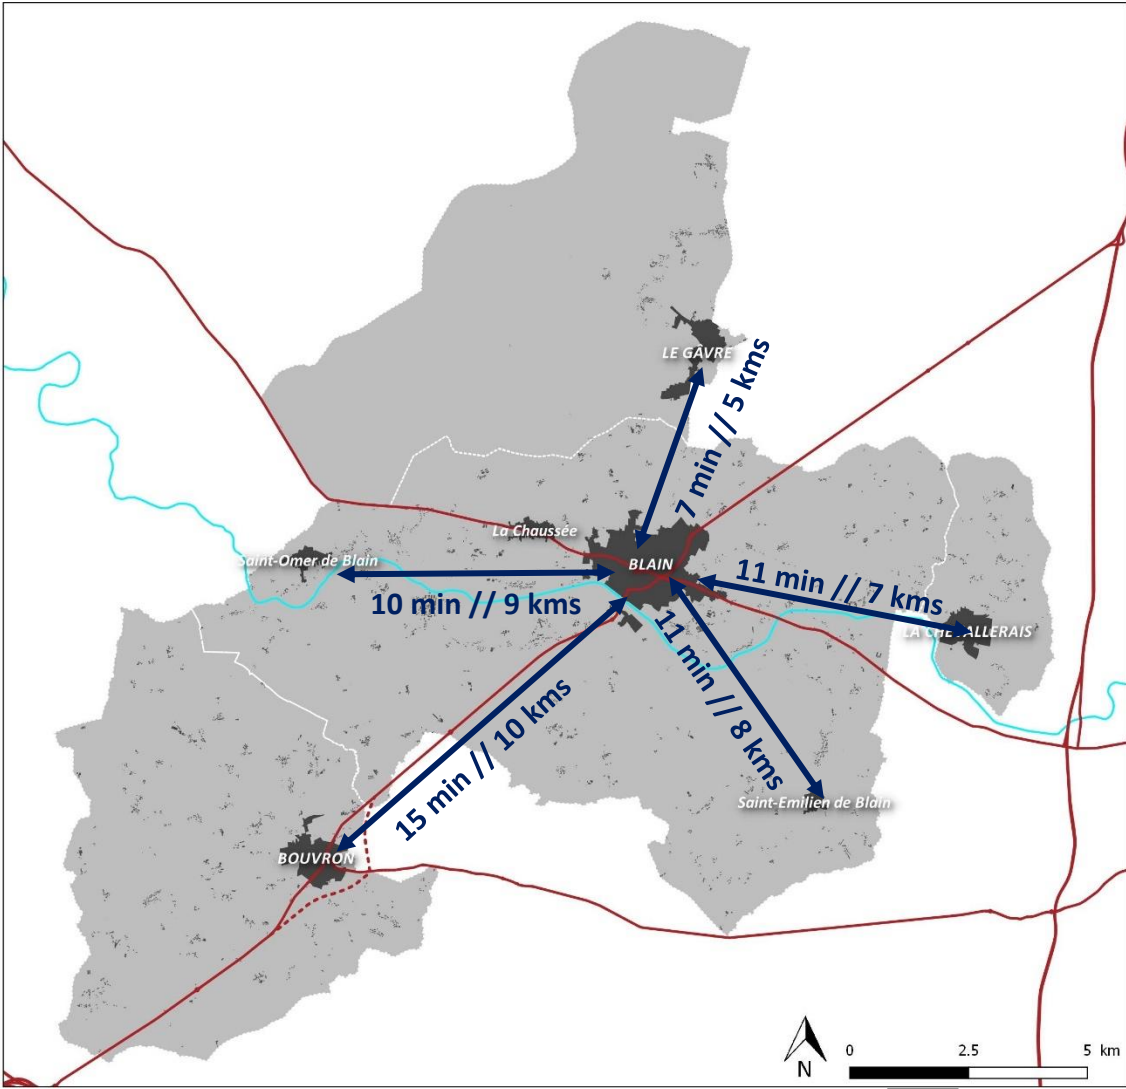 LE GÂVRE
7 min // 5 kms
La Chaussée
Saint-Omer de Blain
BLAIN
10 min // 9 kms
11 min // 7 kms
LA CHEVALLERAIS
11 min // 8 kms
15 min // 10 kms
Saint-Emilien de Blain
BOUVRON
N
0 2.5 5 km